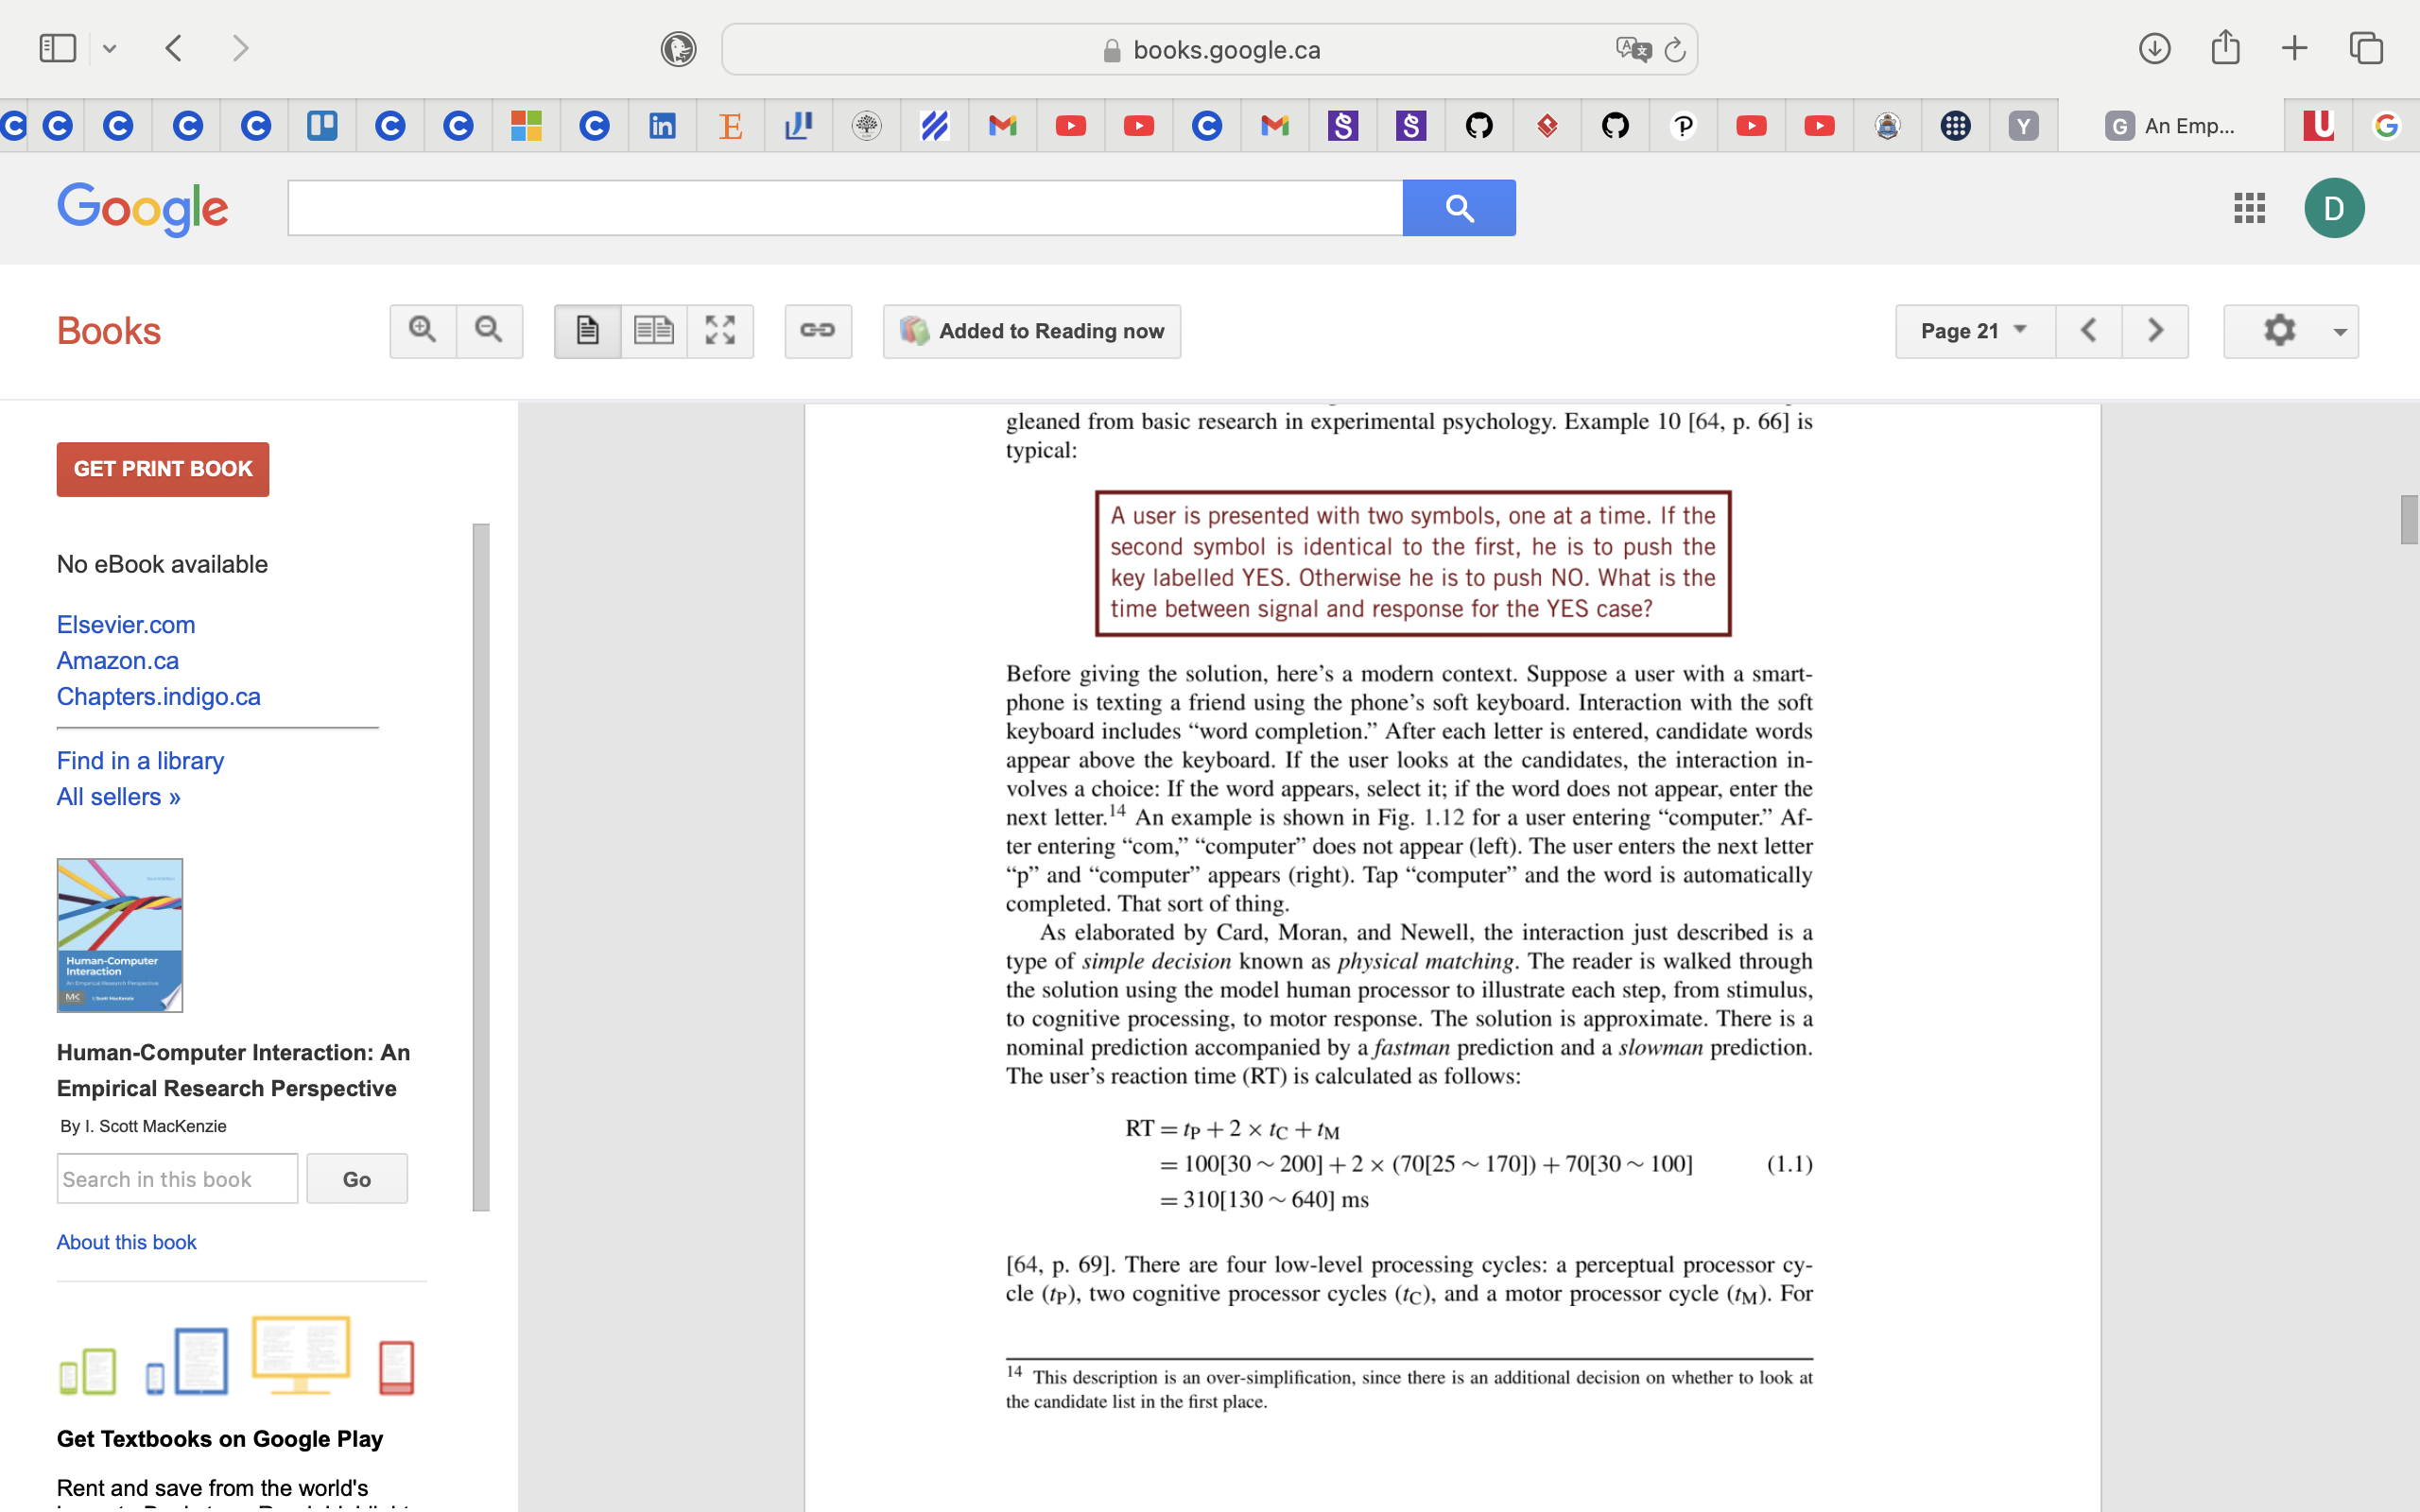 books.google.ca
An Emp...
Google
D
Books
Added to Reading now
Page 21
GET PRINT BOOK
No eBook available
Elsevier.com
Amazon.ca
Chapters.indigo.ca
Find in a library
All sellers »
Human-Computer
Interaction
An Empirical Research Perspective
MK
I. Scott MacKenzie
Human-Computer Interaction: An
Empirical Research Perspective
By I. Scott MacKenzie
Search in this book
Go
About this book
Get Textbooks on Google Play
Rent and save from the world's
gleaned from basic research in experimental psychology. Example 10 [64, p. 66] is
typical:
A user is presented with two symbols, one at a time. If the
second symbol is identical to the first, he is to push the
key labelled YES. Otherwise he is to push NO. What is the
time between signal and response for the YES case?
Before giving the solution, here’s a modern context. Suppose a user with a smart-
phone is texting a friend using the phone’s soft keyboard. Interaction with the soft
keyboard includes “word completion.” After each letter is entered, candidate words
appear above the keyboard. If the user looks at the candidates, the interaction in-
volves a choice: If the word appears, select it; if the word does not appear, enter the
next letter.14 An example is shown in Fig. 1.12 for a user entering “computer.” Af-
ter entering “com,” “computer” does not appear (left). The user enters the next letter
“p” and “computer” appears (right). Tap “computer” and the word is automatically
completed. That sort of thing.
As elaborated by Card, Moran, and Newell, the interaction just described is a
type of simple decision known as physical matching. The reader is walked through
the solution using the model human processor to illustrate each step, from stimulus,
to cognitive processing, to motor response. The solution is approximate. There is a
nominal prediction accompanied by a fastman prediction and a slowman prediction.
The user’s reaction time (RT) is calculated as follows:
RT = tP + 2 × tC + tM
= 100[30 ∼ 200] + 2 × (70[25 ∼ 170]) + 70[30 ∼ 100] (1.1)
= 310[130 ∼ 640] ms
[64, p. 69]. There are four low-level processing cycles: a perceptual processor cy-
cle (tP), two cognitive processor cycles (tC), and a motor processor cycle (tM). For
14 This description is an over-simplification, since there is an additional decision on whether to look at
the candidate list in the first place.